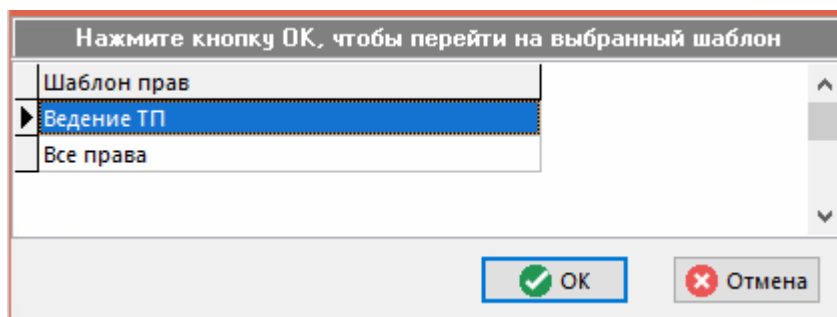 Нажмите кнопку ОК, чтобы перейти на выбранный шаблон
Шаблон прав
Ведение ТП
Все права
ОК Отмена